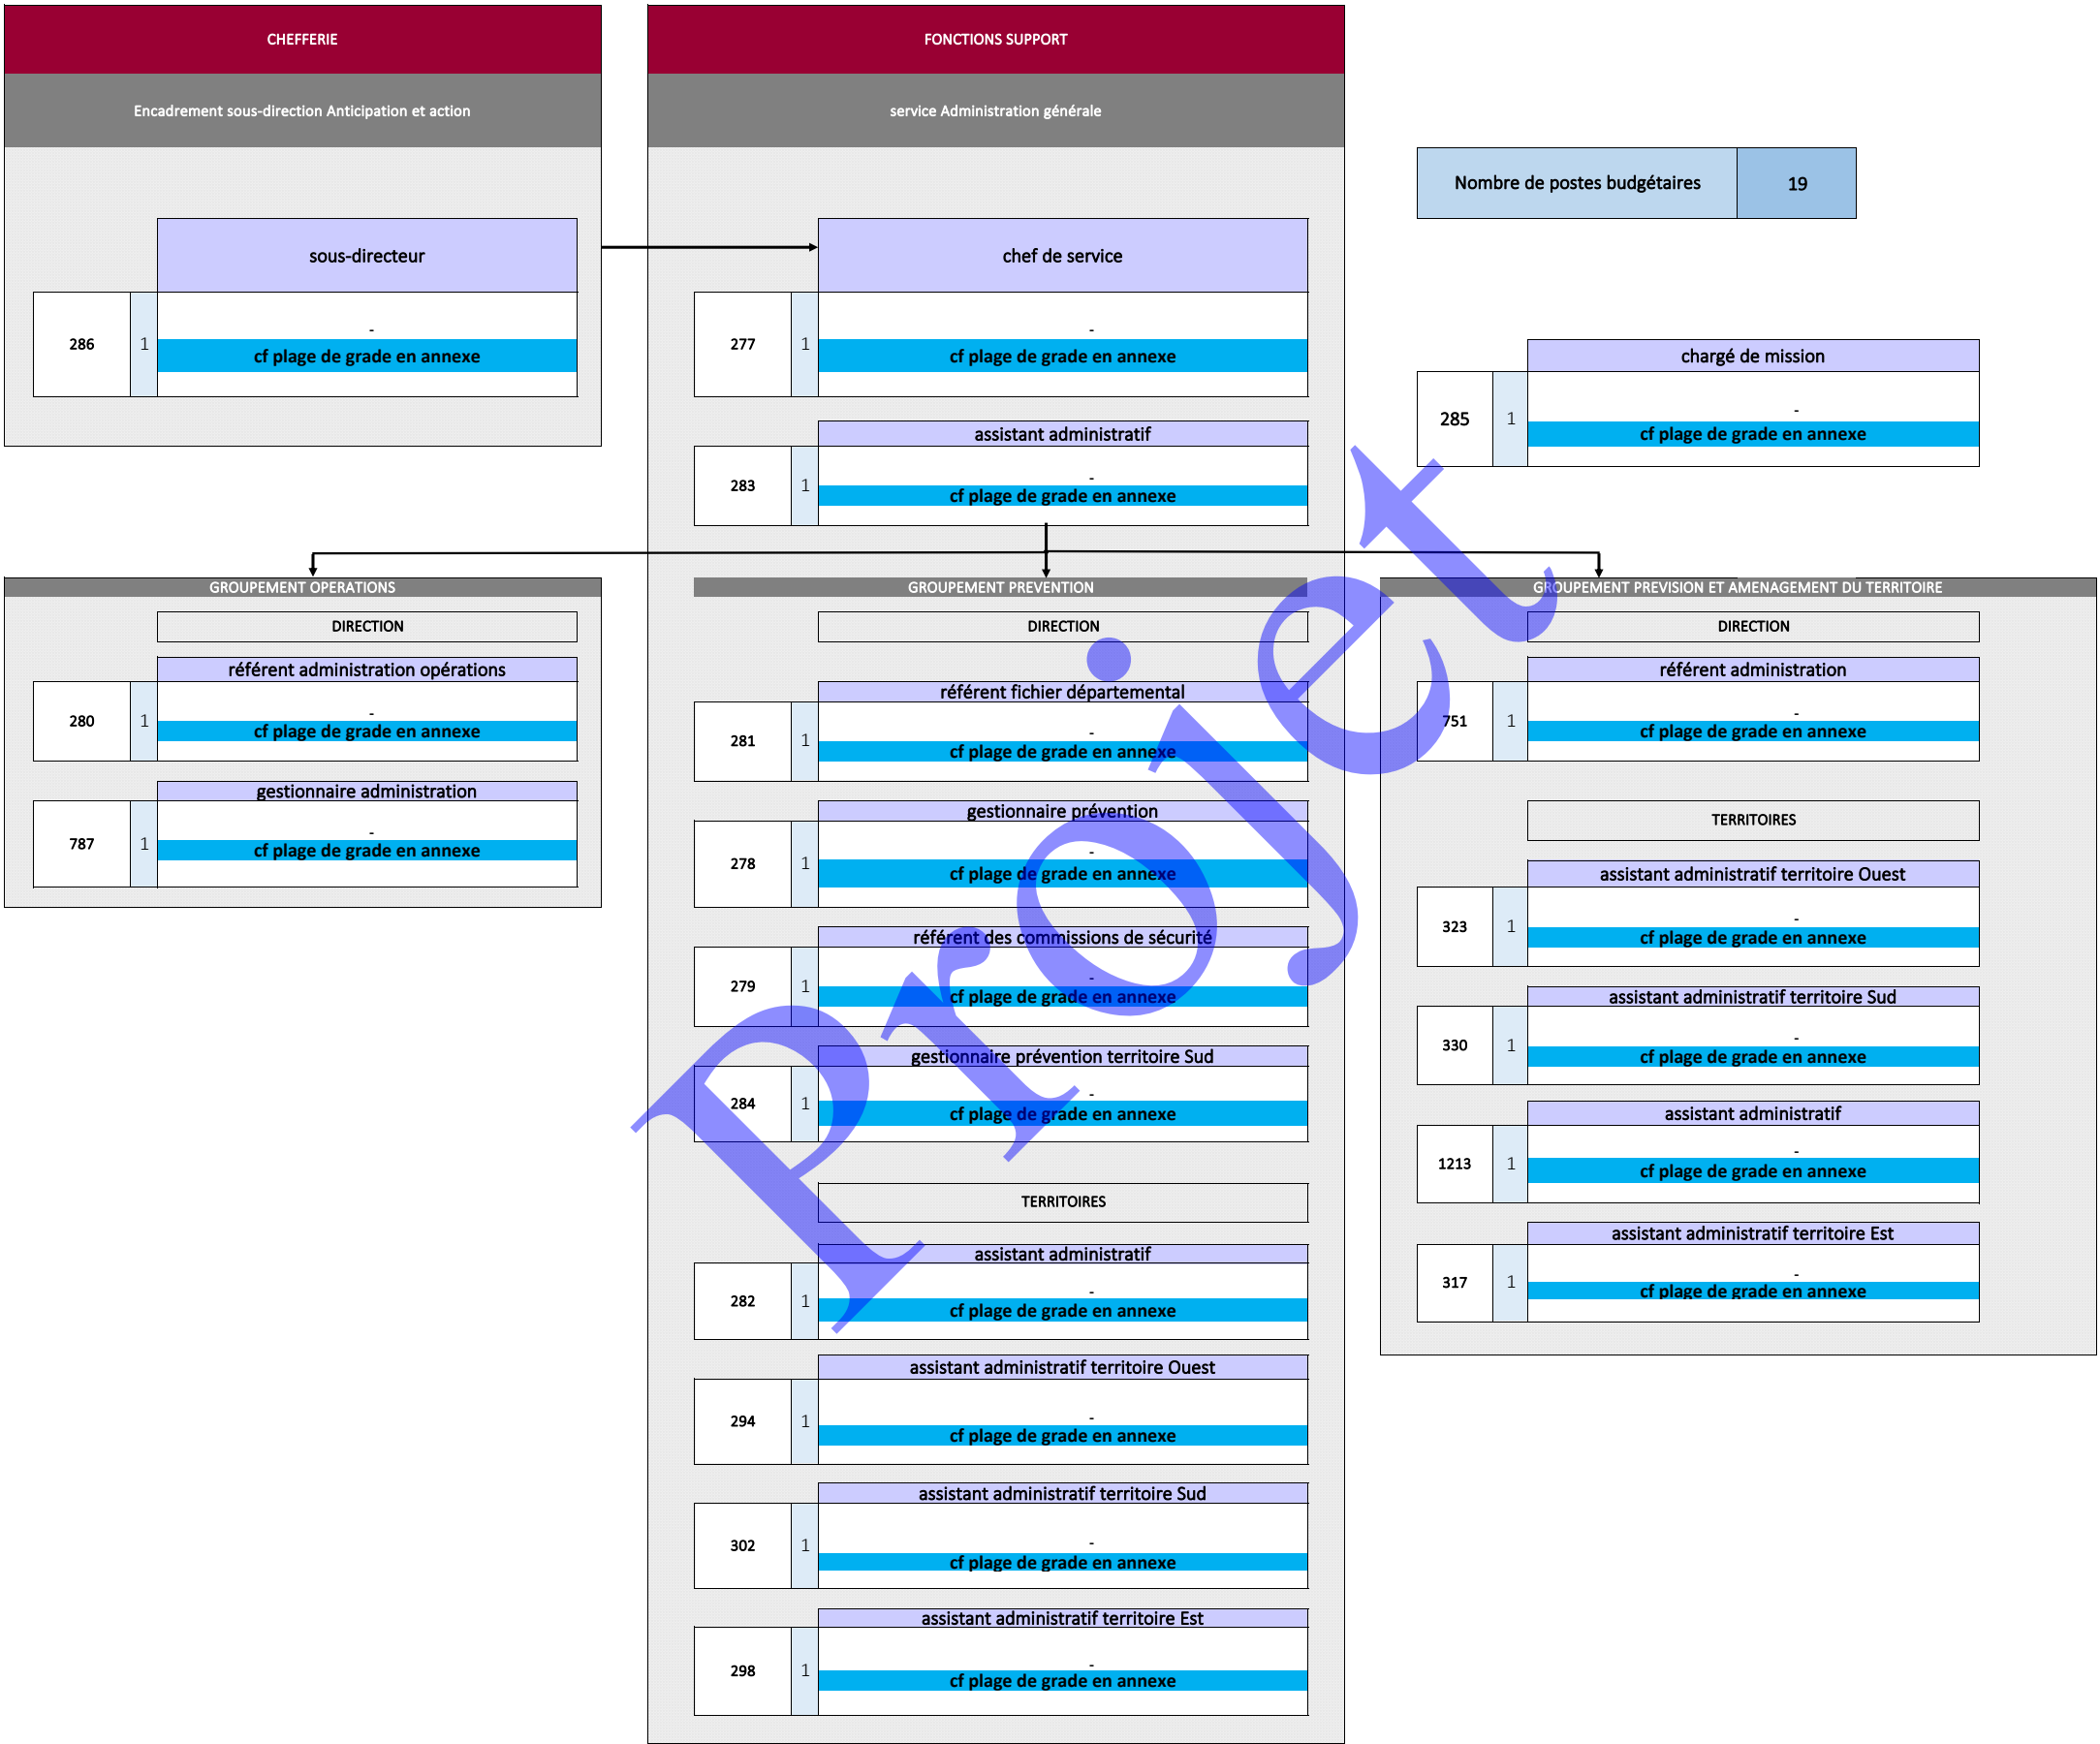 CHEFFERIE
Encadrement sous-direction Anticipation et action
sous-directeur
286
1
-
cf plage de grade en annexe
FONCTIONS SUPPORT
service Administration générale
chef de service
277
1
-
cf plage de grade en annexe
assistant administratif
283
1
-
cf plage de grade en annexe
Nombre de postes budgétaires
19
chargé de mission
285
1
-
cf plage de grade en annexe
GROUPEMENT OPERATIONS
DIRECTION
référent administration opérations
280
1
-
cf plage de grade en annexe
gestionnaire administration
787
1
-
cf plage de grade en annexe
GROUPEMENT PREVENTION
DIRECTION
référent fichier départemental
281
1
-
cf plage de grade en annexe
gestionnaire prévention
278
1
-
cf plage de grade en annexe
référent des commissions de sécurité
279
1
-
cf plage de grade en annexe
gestionnaire prévention territoire Sud
284
1
-
cf plage de grade en annexe
TERRITOIRES
assistant administratif
282
1
-
cf plage de grade en annexe
assistant administratif territoire Ouest
294
1
-
cf plage de grade en annexe
assistant administratif territoire Sud
302
1
-
cf plage de grade en annexe
assistant administratif territoire Est
298
1
-
cf plage de grade en annexe
GROUPEMENT PREVISION ET AMENAGEMENT DU TERRITOIRE
DIRECTION
référent administration
751
1
-
cf plage de grade en annexe
TERRITOIRES
assistant administratif territoire Ouest
323
1
-
cf plage de grade en annexe
assistant administratif territoire Sud
330
1
-
cf plage de grade en annexe
assistant administratif
1213
1
-
cf plage de grade en annexe
assistant administratif territoire Est
317
1
-
cf plage de grade en annexe
Projet